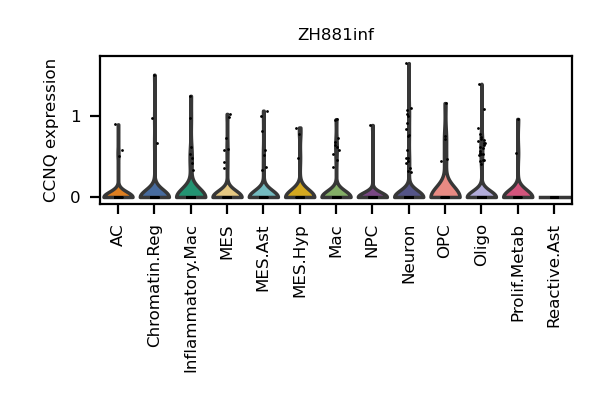 ZH881inf
CCNQ expression
1
0
AC
Chromatin.Reg
Inflammatory.Mac
MES
MES.Ast
MES.Hyp
Mac
NPC
Neuron
OPC
Oligo
Prolif.Metab
Reactive.Ast